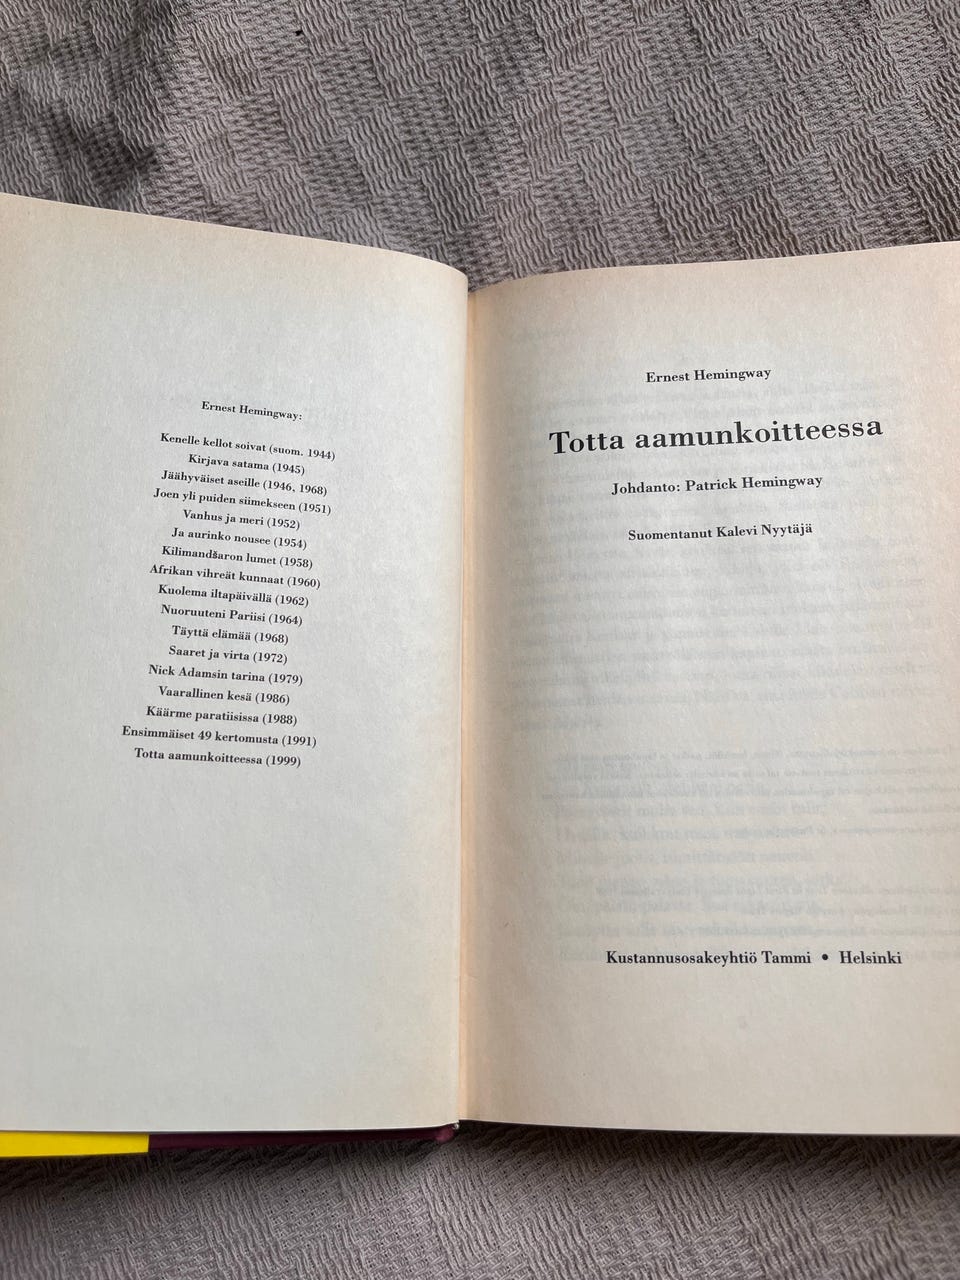 Ernest Hemingway:
Kenelle kellot soivat (suom. 1944)
Kirjava satama (1945)
Jäähyväiset aseille (1946, 1968)
Joen yli puiden siimekseen (1951)
Vanhus ja meri (1952)
Ja aurinko nousee (1954)
Kilimandšaron lumet (1958)
Afrikan vihreät kunnaat (1960)
Kuolema iltapäivällä (1962)
Nuoruuteni Pariisi (1964)
Täyttä elämää (1968)
Saaret ja virta (1972)
Nick Adamsin tarina (1979)
Vaarallinen kesä (1986)
Käärme paratiisissa (1988)
Ensimmäiset 49 kertomusta (1991)
Totta aamunkoitteessa (1999)
Ernest Hemingway
Totta aamunkoitteessa
Johdanto: Patrick Hemingway
Suomentanut Kalevi Nyytäjä
Kustannusosakeyhtiö Tammi • Helsinki